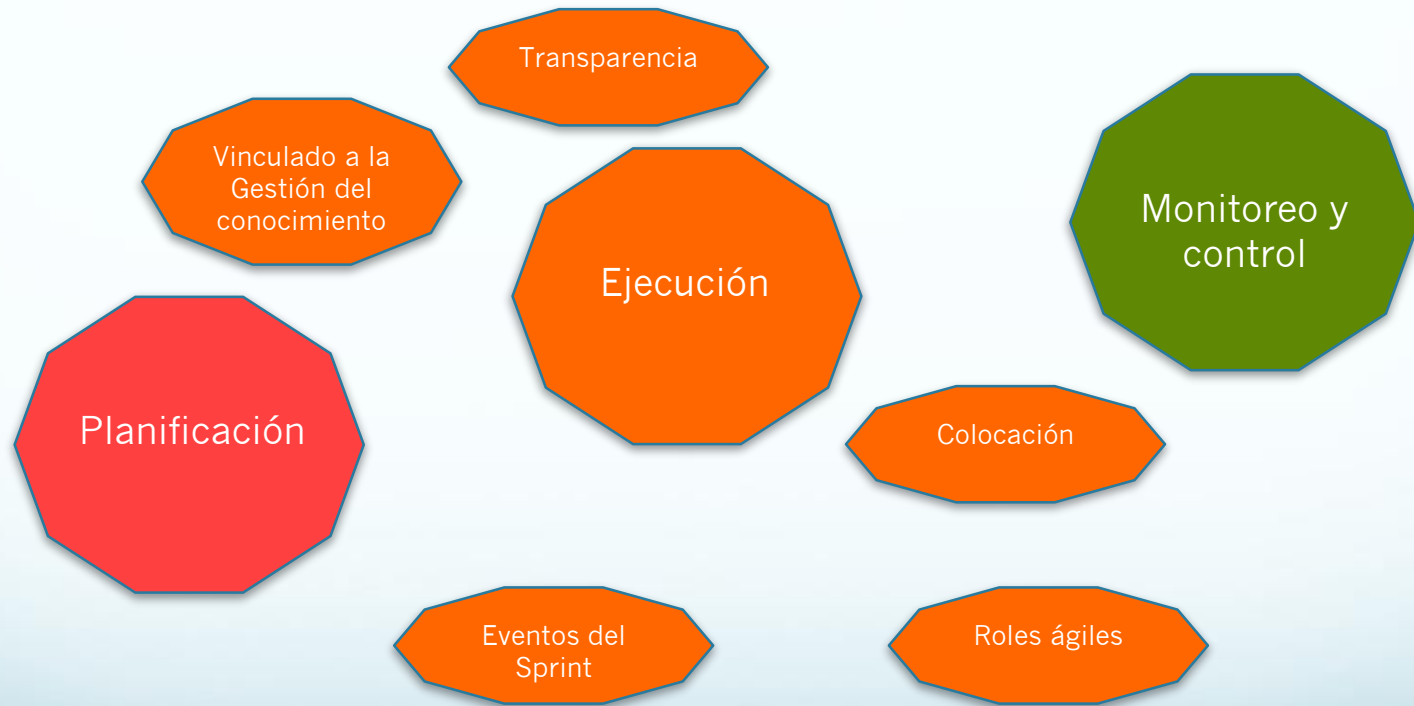 Transparencia
Vinculado a la
Gestión del
conocimiento
Monitoreo y
control
Ejecución
Planificación
Colocación
Eventos del
Sprint
Roles ágiles